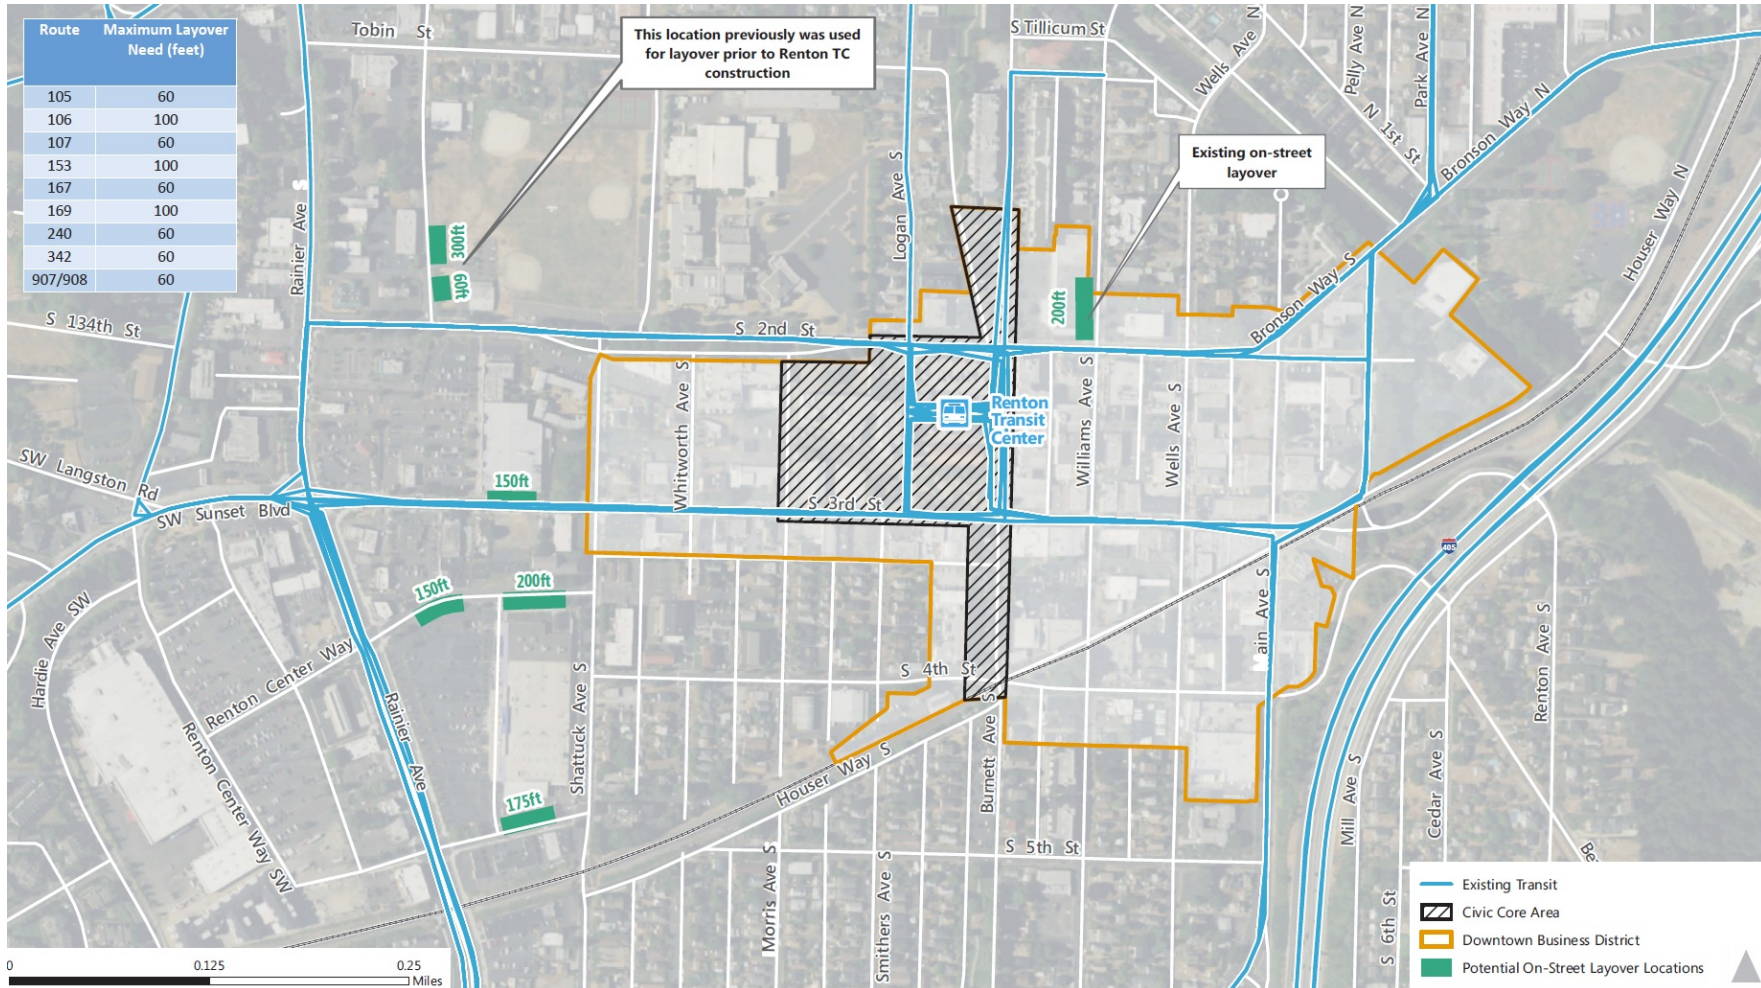 Route Maximum Layover
Need (feet)
105 60
106 100
107 60
153 100
167 60
169 100
240 60
342 60
907/908 60
This location previously was used
for layover prior to Renton TC
construction
Existing on-street
layover
Tobin St
S Tillicum St
Wells Ave N
Pelly Ave N
Park Ave N
N 1st St
Bronson Way N
Houser Way N
Rainier Ave S
Logan Ave S
300ft
60ft
200ft
S 134th St
S 2nd St
Bronson Way S
Whitworth Ave S
Williams Ave S
Wells Ave S
Renton
Transit
Center
SW Langston Rd
SW Sunset Blvd
150ft
S 3rd St
405
150ft
200ft
Hardie Ave SW
Renton Center Way
Renton Center Way SW
Rainier Ave
Shattuck Ave S
S 4th St
Main Ave S
Renton Ave S
175ft
Houser Way S
Burnett Ave S
Mill Ave S
Cedar Ave S
S 5th St
Be
Morris Ave S
Smithers Ave S
S 6th St
Existing Transit
Civic Core Area
Downtown Business District
Potential On-Street Layover Locations
0 0.125 0.25
Miles